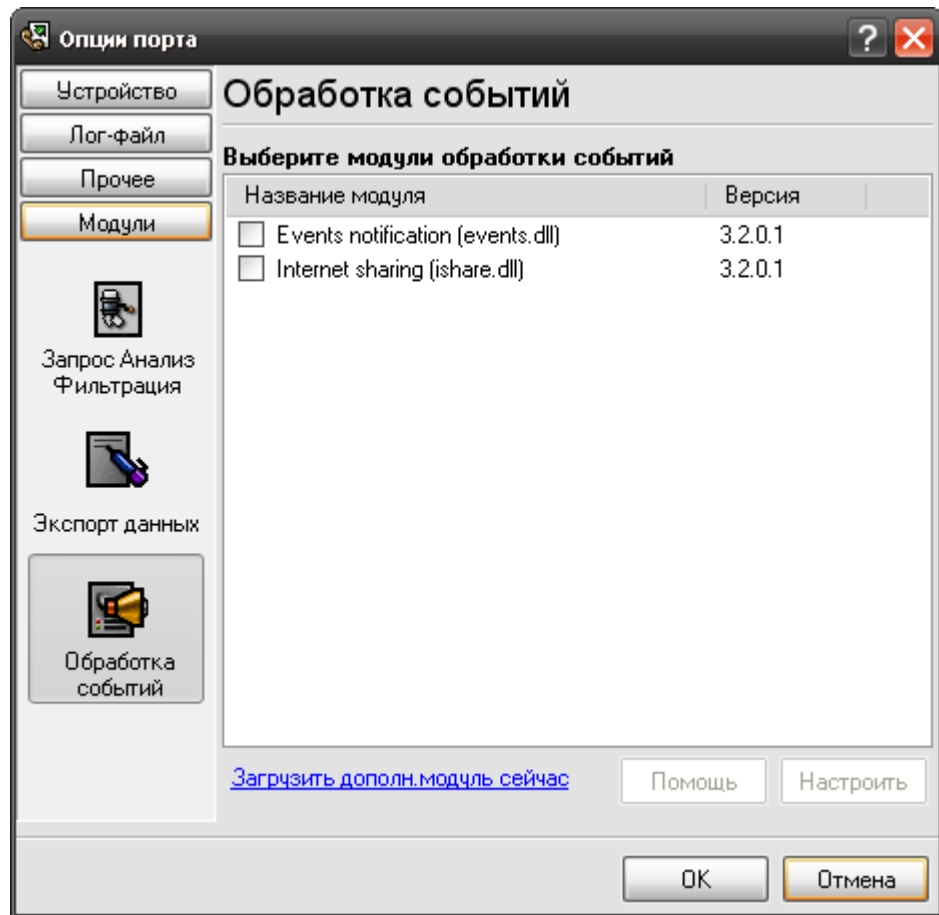 Опции порта
?
Устройство
Лог-файл
Прочее
Модули
Запрос Анализ
Фильтрация
Экспорт данных
Обработка
событий
Обработка событий
Выберите модули обработки событий
Название модуля Версия
Events notification (events.dll) 3.2.0.1
Internet sharing (ishare.dll) 3.2.0.1
Загрузить дополн.модуль сейчас
Помощь
Настроить
OK
Отмена